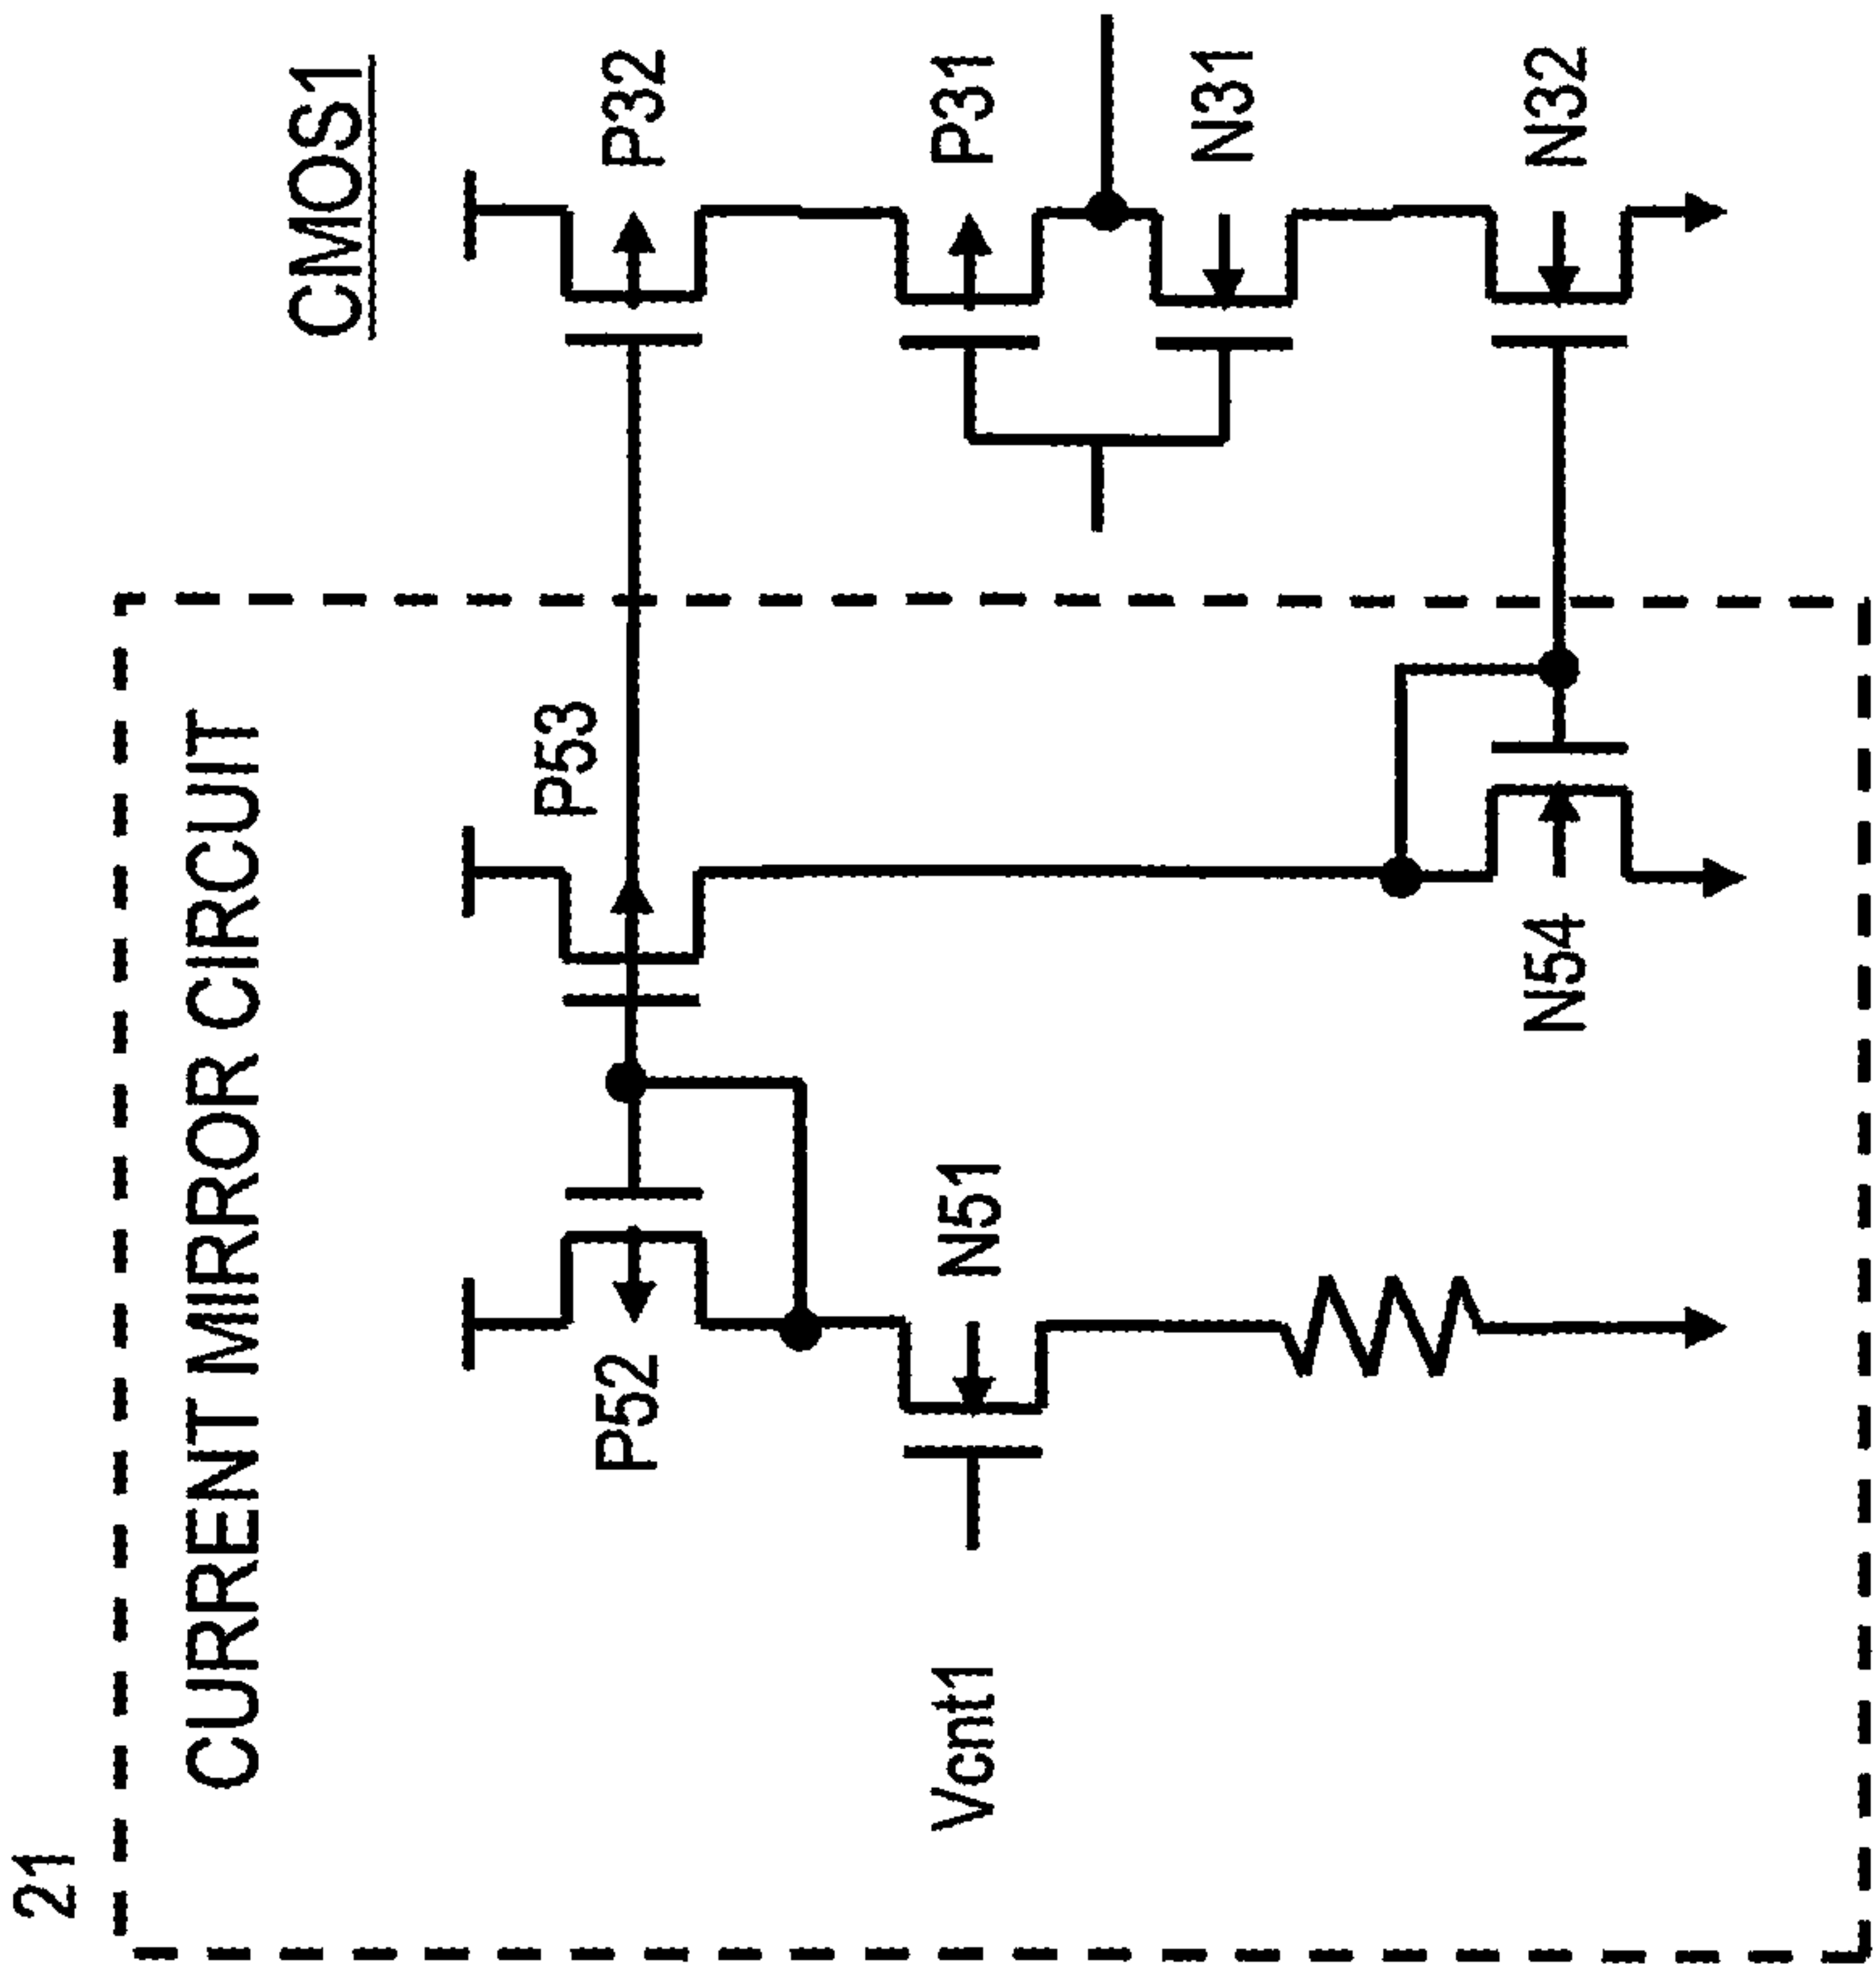 21
CURRENT MIRROR CIRCUIT
CMOS1
P52
P53
P32
Vcnt1
N51
P31
N31
N54
N32